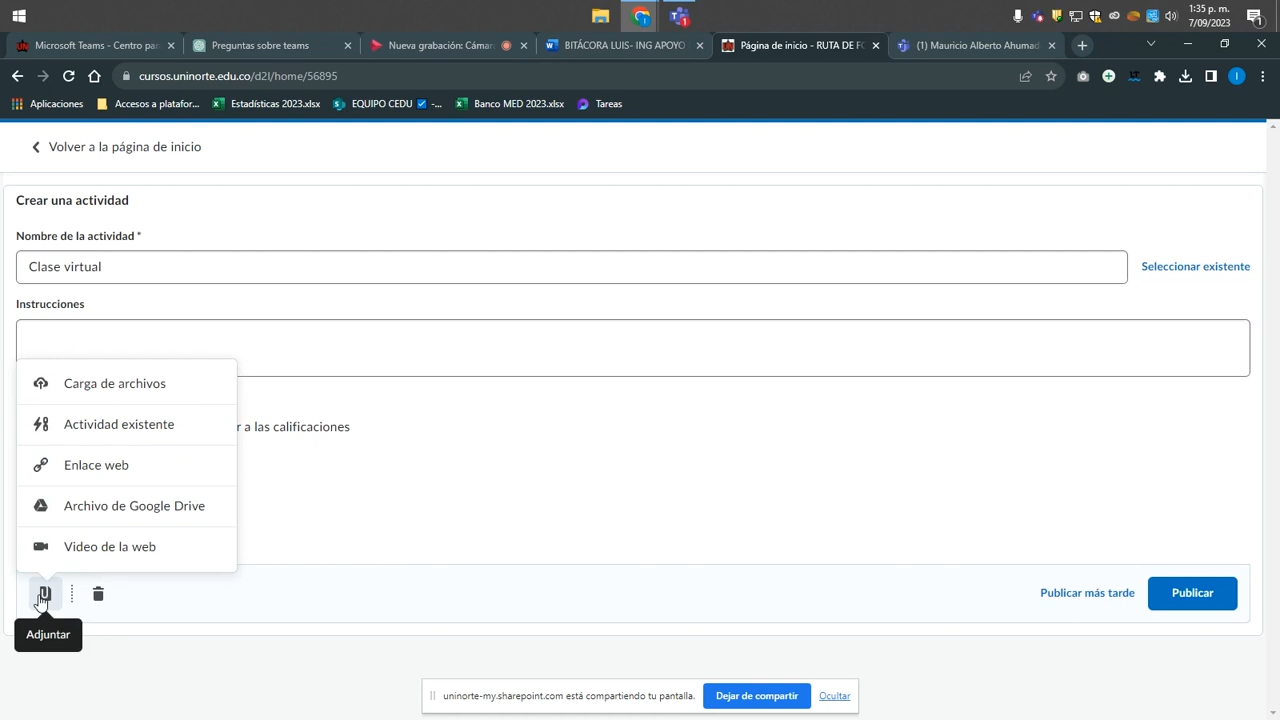 1:35 p. m.
7/09/2023
Microsoft Teams - Centro pa
Preguntas sobre teams
Nueva grabación: Cámar
BITÁCORA LUIS- ING APOYO
Página de inicio - RUTA DE FO
(1) Mauricio Alberto Ahumad
cursos.uninorte.edu.co/d2l/home/56895
Aplicaciones
Accesos a platafor...
Estadísticas 2023.xlsx
EQUIPO CEDU ☑ -...
Banco MED 2023.xlsx
Tareas
Volver a la página de inicio
Crear una actividad
Nombre de la actividad *
Clase virtual
Seleccionar existente
Instrucciones
Carga de archivos
Actividad existente
r a las calificaciones
Enlace web
Archivo de Google Drive
Video de la web
Publicar más tarde
Publicar
Adjuntar
uninorte-my.sharepoint.com está compartiendo tu pantalla.
Dejar de compartir
Ocultar